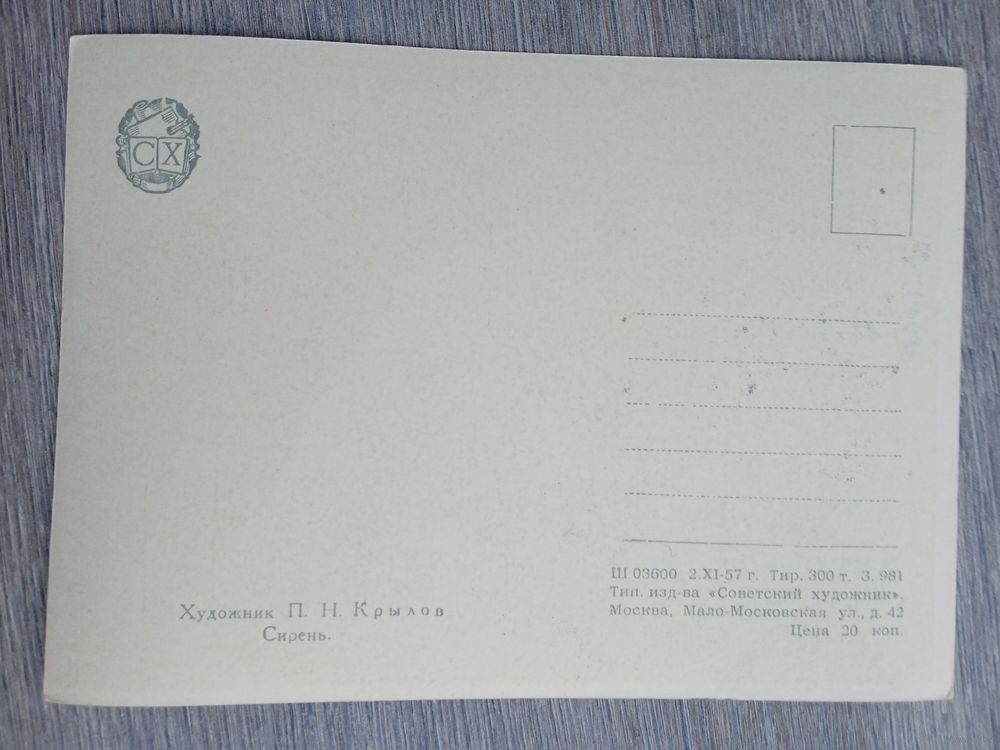 СХ
Художник П. Н. Крылов
Сирень.
Ш 03600 2.XI-57 г. Тир. 300 т. З. 981
Тип. изд-ва «Советский художник».
Москва, Мало-Московская ул., д. 42
Цена 20 коп.